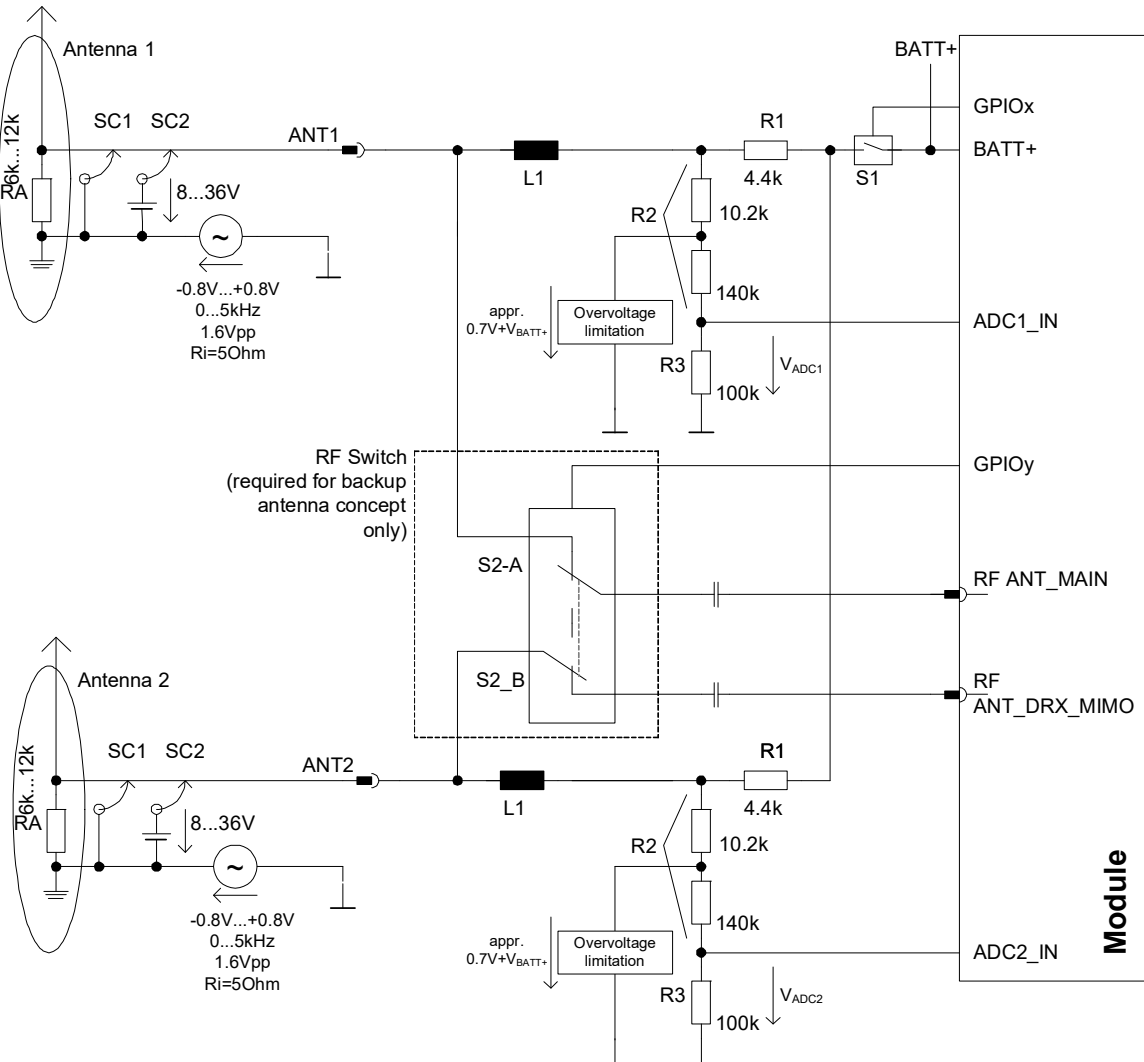 Antenna 1
BATT+
GPIOx
SC1
SC2
ANT1
R1
BATT+
6k...12k
L1
4.4k
S1
RA
8...36V
R2
10.2k
~
-0.8V...+0.8V
0...5kHz
1.6Vpp
Ri=5Ohm
140k
appr.
0.7V+VBATT+
Overvoltage
limitation
ADC1_IN
R3
VADC1
100k
RF Switch
(required for backup
antenna concept
only)
GPIOy
S2-A
RF ANT_MAIN
Antenna 2
S2_B
RF
ANT_DRX_MIMO
SC1
SC2
ANT2
R1
6k...12k
L1
4.4k
RA
8...36V
R2
10.2k
~
-0.8V...+0.8V
0...5kHz
1.6Vpp
Ri=5Ohm
140k
appr.
0.7V+VBATT+
Overvoltage
limitation
ADC2_IN
R3
VADC2
100k
Module